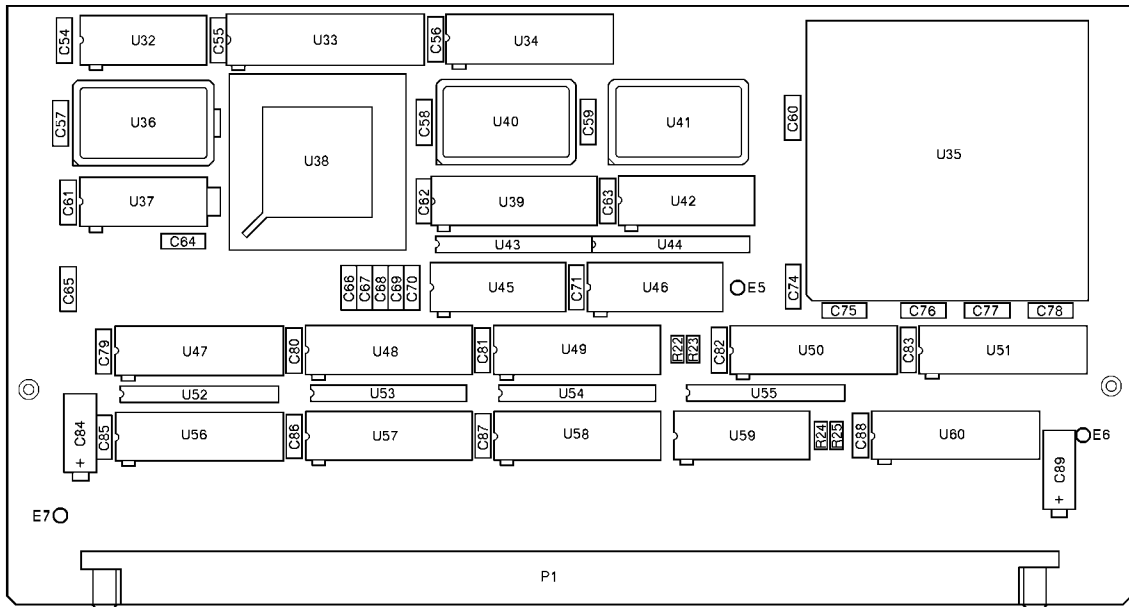 C54 U32 C55 U33 C56 U34
C57 U36 U38 C58 U40 C59 U41 C60 U35
C61 U37 C62 U39 C63 U42
C64 U43 U44
C65 C66 C67 C68 C69 C70 U45 C71 U46 E5 C74
C75 C76 C77 C78
C79 U47 C80 U48 C81 U49 R22 R23 C82 U50 C83 U51
U52 U53 U54 U55
C84 + C85 U56 C86 U57 C87 U58 U59 R24 R25 C88 U60 E6
C89 +
E7
P1